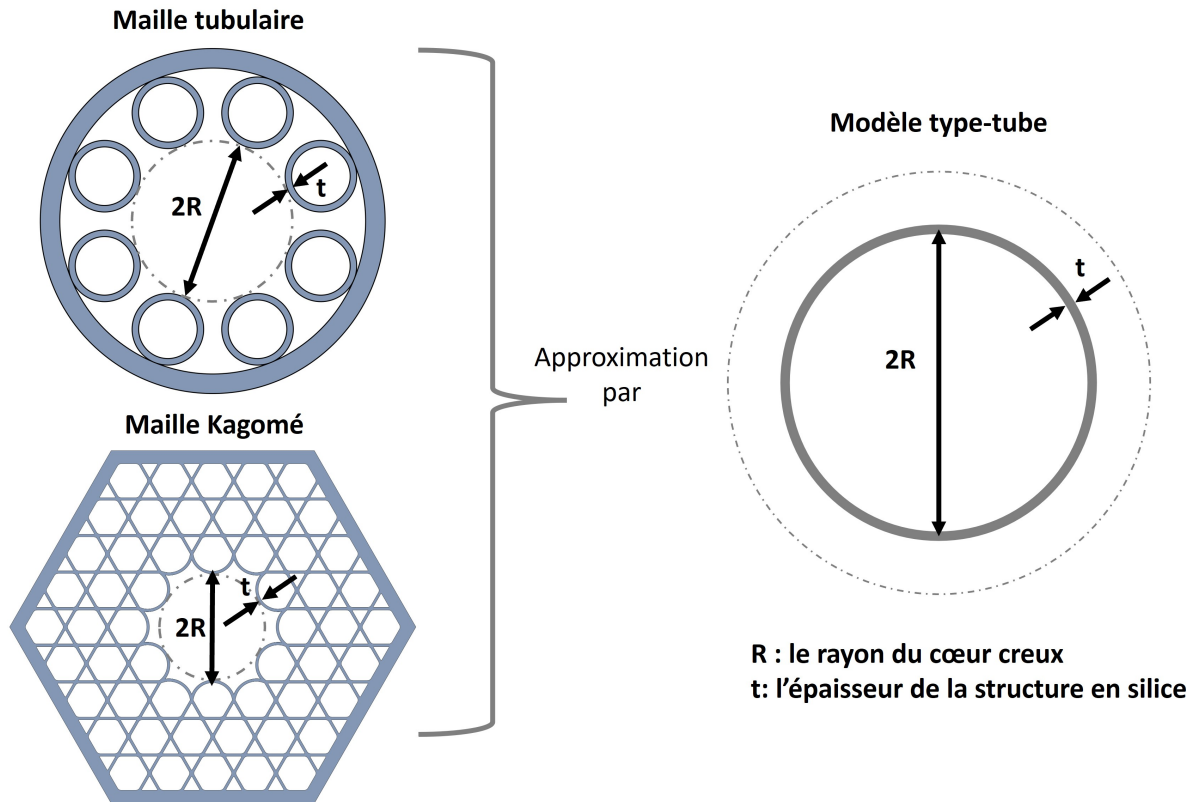 Maille tubulaire
2R
t
Maille Kagomé
t
2R
Approximation
par
Modèle type-tube
t
2R
R : le rayon du cœur creux
t: l’épaisseur de la structure en silice